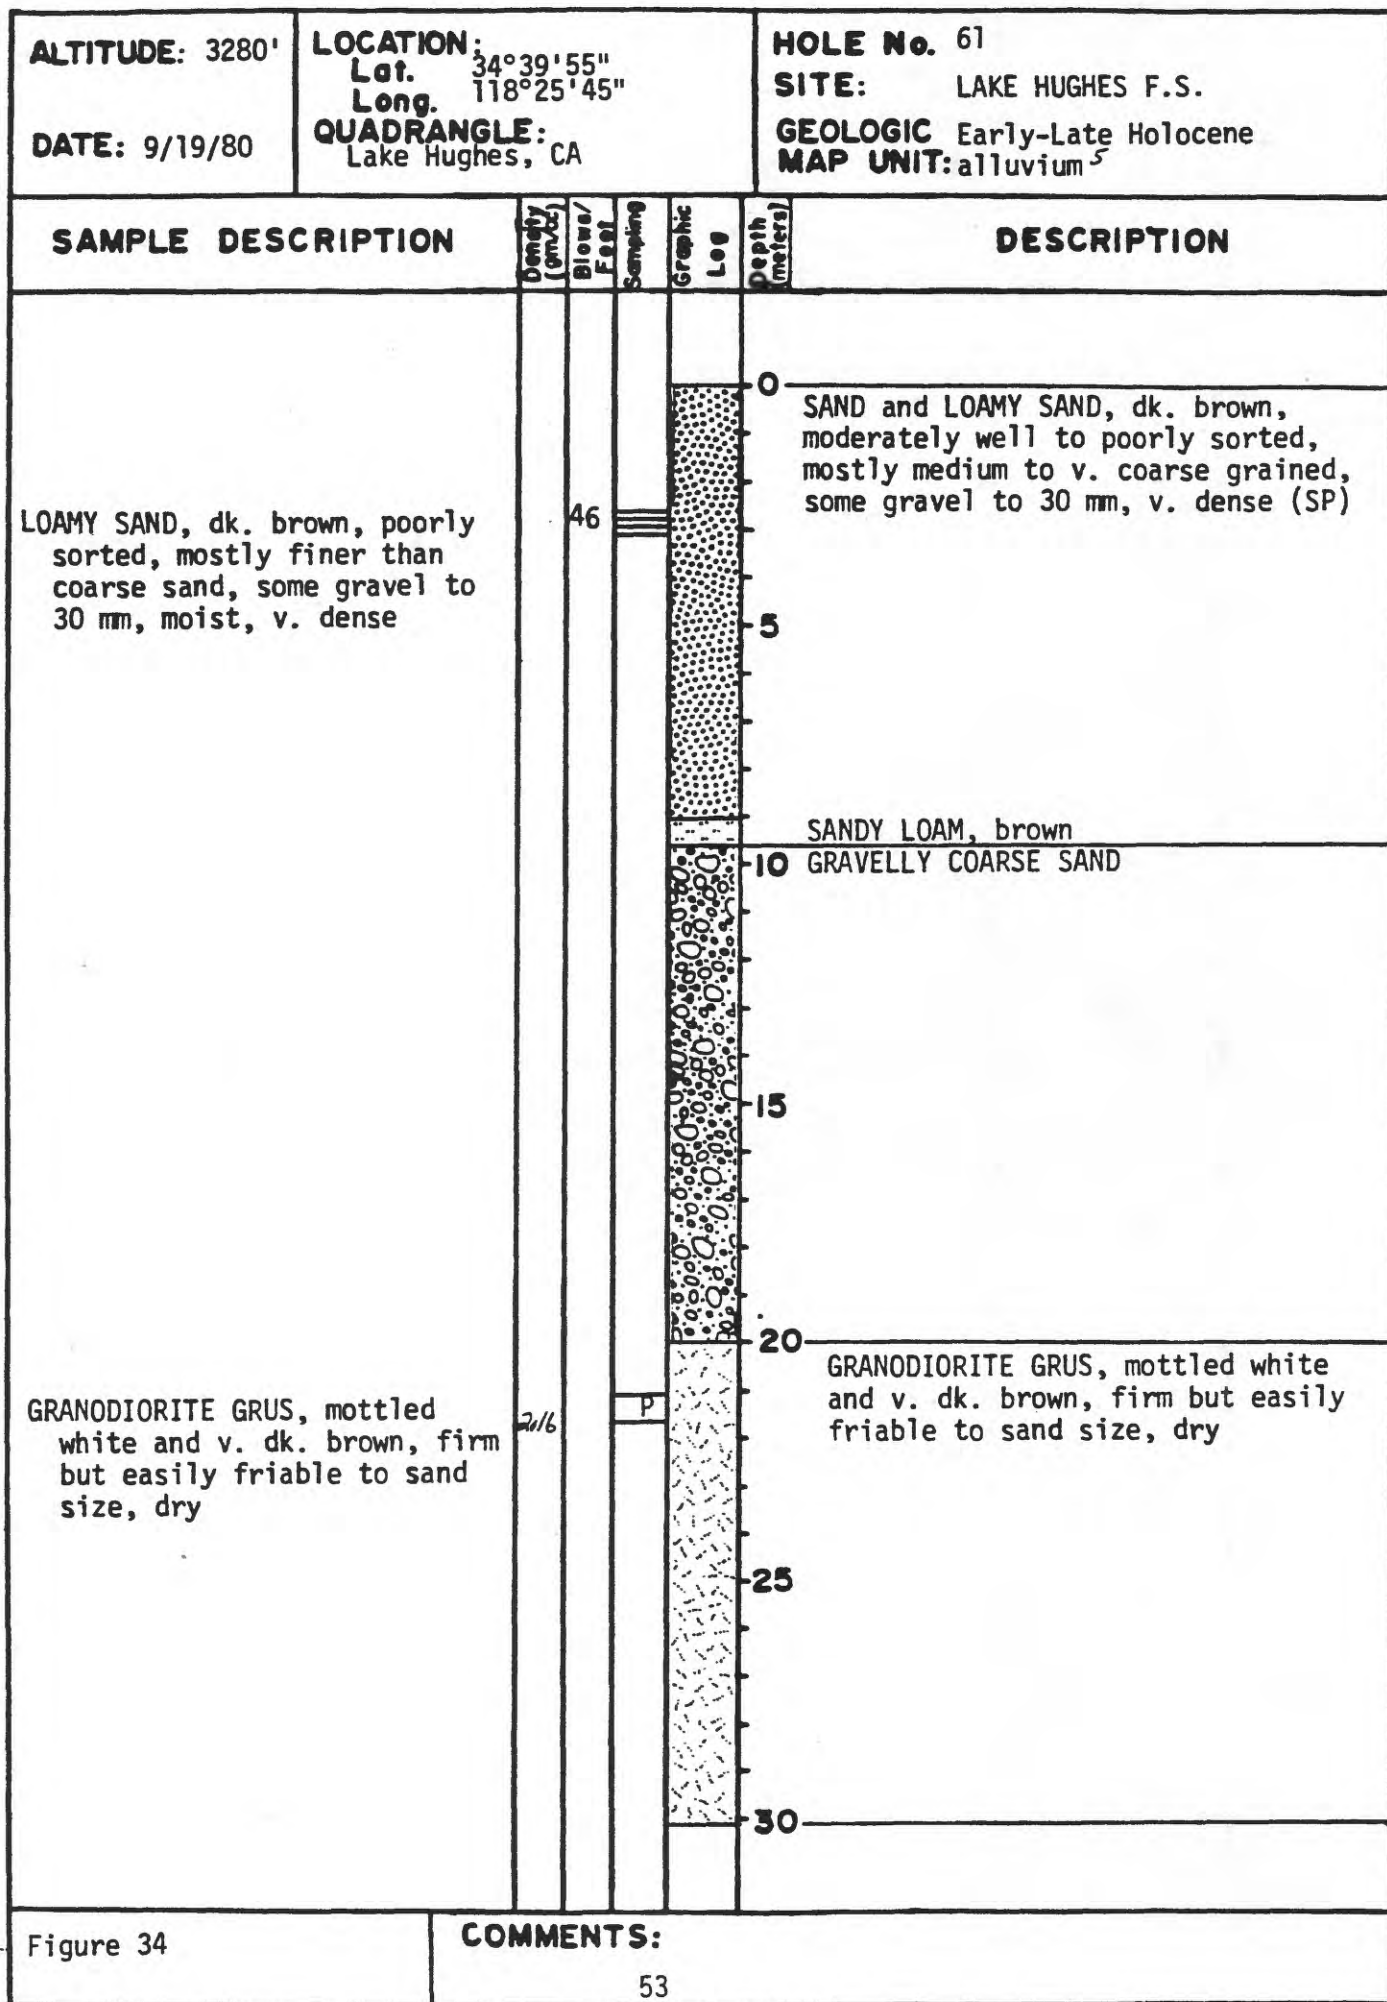 ALTITUDE: 3280'
DATE: 9/19/80
LOCATION:
Lat. 34°39'55"
Long. 118°25'45"
QUADRANGLE:
Lake Hughes, CA
HOLE No. 61
SITE: LAKE HUGHES F.S.
GEOLOGIC Early-Late Holocene
MAP UNIT: alluvium 5
SAMPLE DESCRIPTION
Density (gm/cc)
Blows/Feet
Sampling
Graphic Log
Depth (meters)
DESCRIPTION
0
SAND and LOAMY SAND, dk. brown,
moderately well to poorly sorted,
mostly medium to v. coarse grained,
some gravel to 30 mm, v. dense (SP)
LOAMY SAND, dk. brown, poorly
sorted, mostly finer than
coarse sand, some gravel to
30 mm, moist, v. dense
46
5
SANDY LOAM, brown
10 GRAVELLY COARSE SAND
15
20
GRANODIORITE GRUS, mottled white
and v. dk. brown, firm but easily
friable to sand size, dry
GRANODIORITE GRUS, mottled
white and v. dk. brown, firm
but easily friable to sand
size, dry
P
25
30
Figure 34
COMMENTS:
53